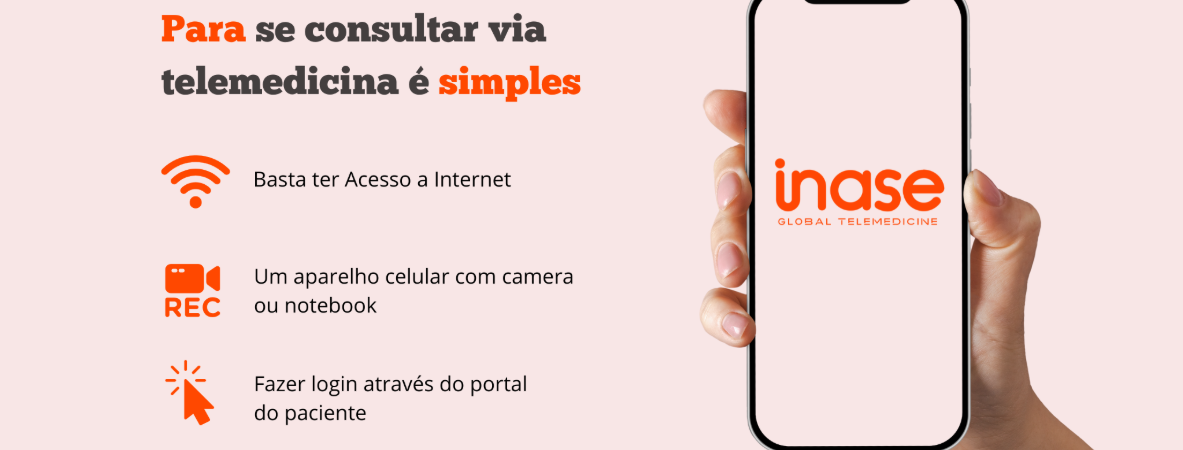 Para se consultar via
telemedicina é simples
Basta ter Acesso a Internet
REC
Um aparelho celular com camera
ou notebook
Fazer login através do portal
do paciente
inase
GLOBAL TELEMEDICINE